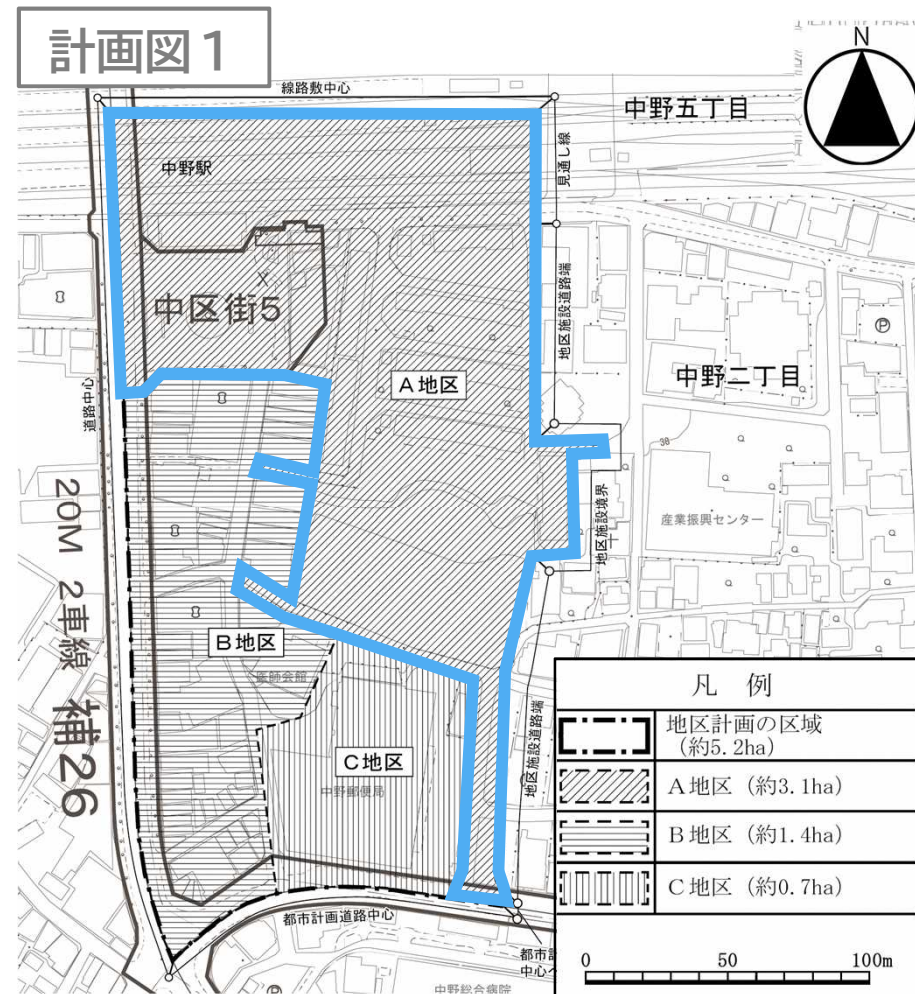 計画図1
N
線路敷中心
中野五丁目
中野駅
見通し線
中区街5
地区施設道路端
A地区
中野二丁目
道路中心
38
産業振興センター
地区施設境界
20M 2車線 補26
B地区
医師会館
C地区
中野郵便局
地区施設道路端
都市計画道路中心
中野総合病院
凡 例
地区計画の区域
(約5.2ha)
A地区 (約3.1ha)
B地区 (約1.4ha)
C地区 (約0.7ha)
0 50 100m